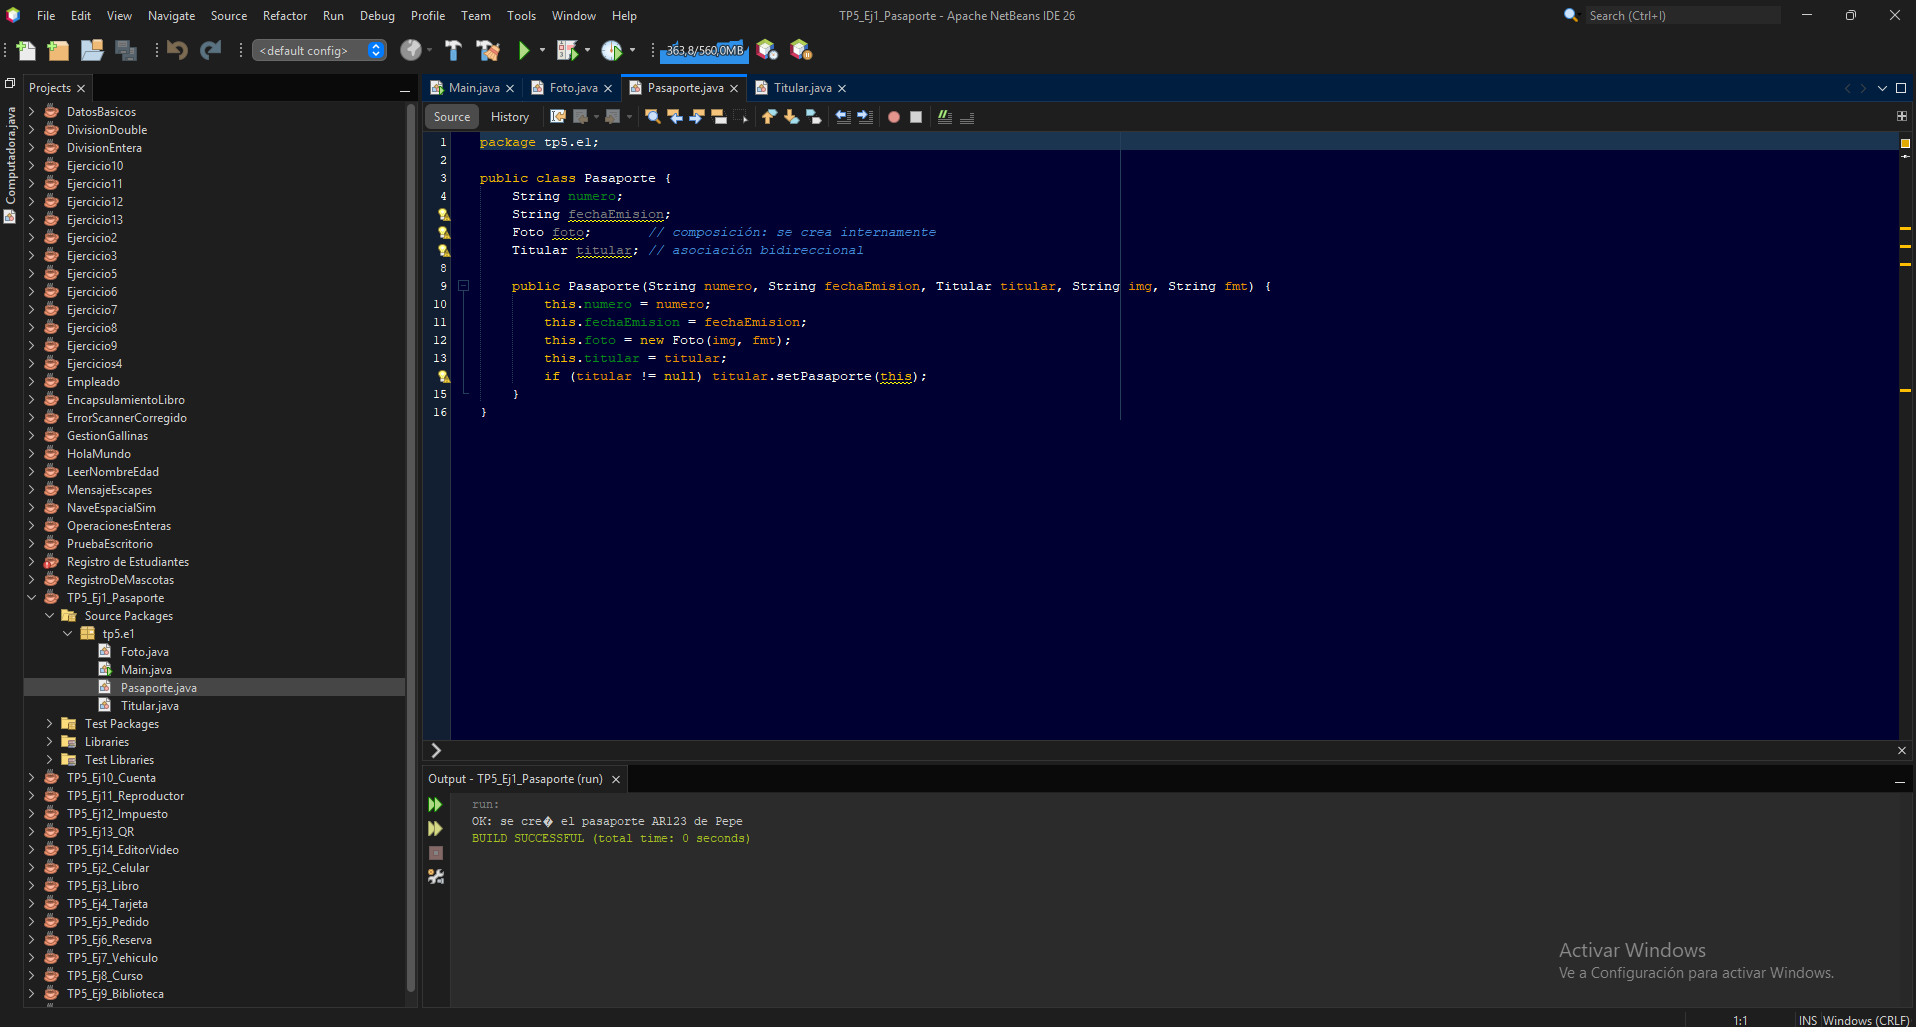 File Edit View Navigate Source Refactor Run Debug Profile Team Tools Window Help
TP5_Ej1_Pasaporte - Apache NetBeans IDE 26
Search (Ctrl+I)
<default config>
363,8/560,0MB
Computadora.java
Projects
DatosBasicos
DivisionDouble
DivisionEntera
Ejercicio10
Ejercicio11
Ejercicio12
Ejercicio13
Ejercicio2
Ejercicio3
Ejercicio5
Ejercicio6
Ejercicio7
Ejercicio8
Ejercicio9
Ejercicios4
Empleado
EncapsulamientoLibro
ErrorScannerCorregido
GestionGallinas
HolaMundo
LeerNombreEdad
MensajeEscapes
NaveEspacialSim
OperacionesEnteras
PruebaEscritorio
Registro de Estudiantes
RegistroDeMascotas
TP5_Ej1_Pasaporte
Source Packages
tp5.e1
Foto.java
Main.java
Pasaporte.java
Titular.java
Test Packages
Libraries
Test Libraries
TP5_Ej10_Cuenta
TP5_Ej11_Reproductor
TP5_Ej12_Impuesto
TP5_Ej13_QR
TP5_Ej14_EditorVideo
TP5_Ej2_Celular
TP5_Ej3_Libro
TP5_Ej4_Tarjeta
TP5_Ej5_Pedido
TP5_Ej6_Reserva
TP5_Ej7_Vehiculo
TP5_Ej8_Curso
TP5_Ej9_Biblioteca
Main.java Foto.java Pasaporte.java Titular.java
Source History
1 package tp5.e1;
2
3 public class Pasaporte {
4 String numero;
String fechaEmision;
Foto foto; // composición: se crea internamente
Titular titular; // asociación bidireccional
8
9 public Pasaporte(String numero, String fechaEmision, Titular titular, String img, String fmt) {
10 this.numero = numero;
11 this.fechaEmision = fechaEmision;
12 this.foto = new Foto(img, fmt);
13 this.titular = titular;
if (titular != null) titular.setPasaporte(this);
15 }
16 }
Output - TP5_Ej1_Pasaporte (run)
run:
OK: se cre� el pasaporte AR123 de Pepe
BUILD SUCCESSFUL (total time: 0 seconds)
Activar Windows
Ve a Configuración para activar Windows.
1:1 INS Windows (CRLF)